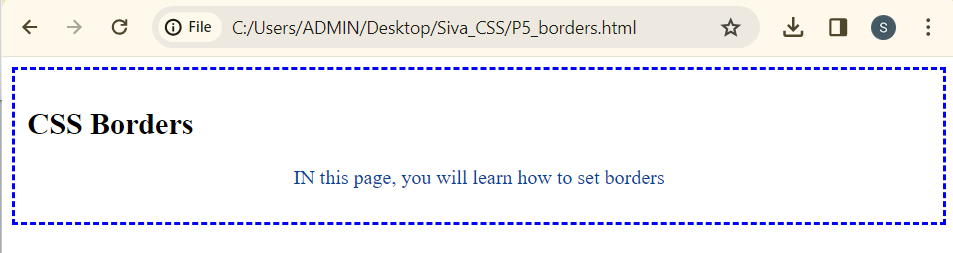 File C:/Users/ADMIN/Desktop/Siva_CSS/P5_borders.html S
CSS Borders
IN this page, you will learn how to set borders